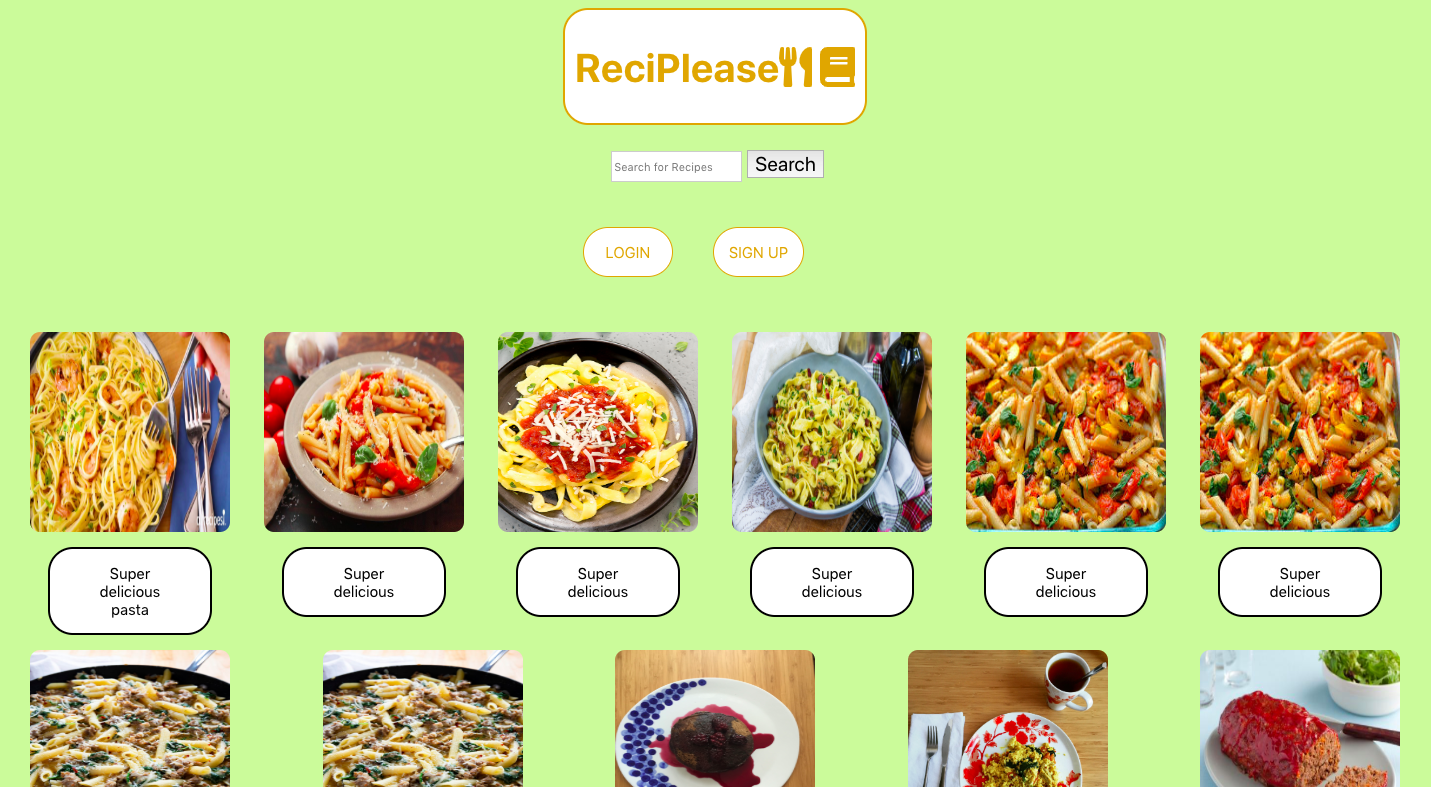 ReciPlease
Search for Recipes
Search
LOGIN
SIGN UP
Super
delicious
pasta
Super
delicious
Super
delicious
Super
delicious
Super
delicious
Super
delicious